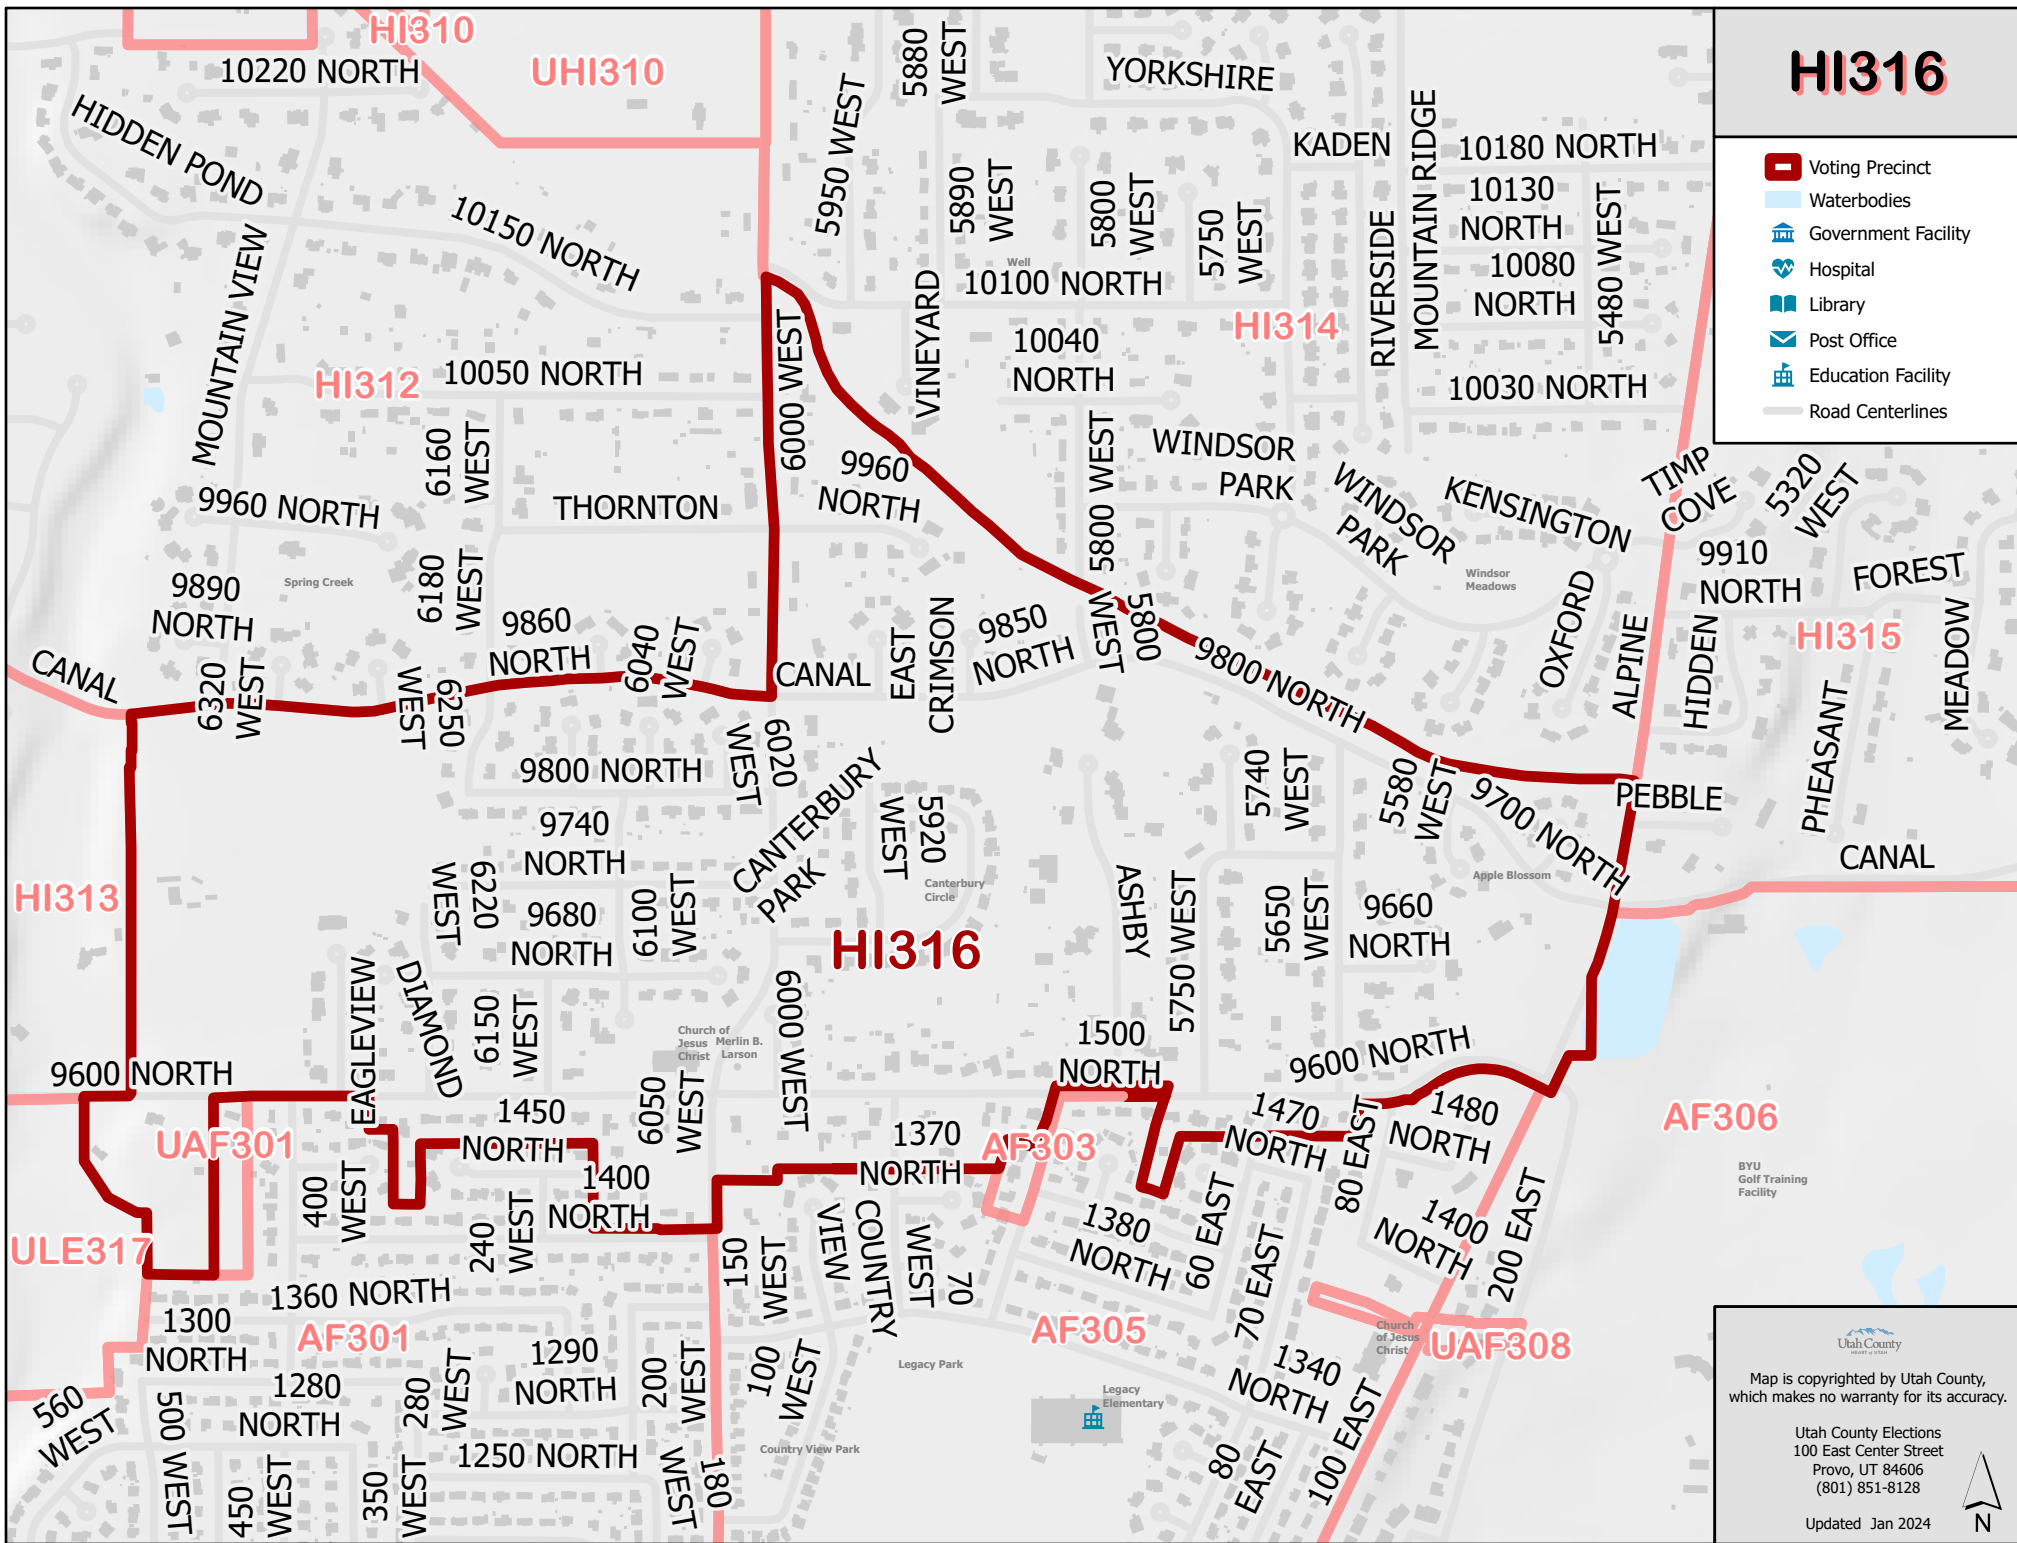 HI316
Voting Precinct
Waterbodies
Government Facility
Hospital
Library
Post Office
Education Facility
Road Centerlines
HI310
UHI310
10220 NORTH
HIDDEN POND
10150 NORTH
MOUNTAIN VIEW
5950 WEST
5880
WEST
5890
WEST
YORKSHIRE
KADEN
RIVERSIDE
MOUNTAIN RIDGE
10180 NORTH
10130
NORTH
10080
NORTH
5480 WEST
10030 NORTH
5800
WEST
5750
WEST
Well
10100 NORTH
VINEYARD
10040
NORTH
HI314
HI312
10050 NORTH
6000 WEST
6160
WEST
9960 NORTH
THORNTON
9960
NORTH
5800 WEST
WINDSOR
PARK
WINDSOR
PARK
KENSINGTON
TIMP
COVE
5320
WEST
9910
NORTH
FOREST
MEADOW
HI315
Windsor
Meadows
OXFORD
ALPINE
HIDDEN
PHEASANT
Spring Creek
9890
NORTH
6180
WEST
9860
NORTH
6040
WEST
CANAL
6320
WEST
6250
WEST
CANAL
EAST
CRIMSON
9850
NORTH
5800
WEST
9800 NORTH
PEBBLE
CANAL
9800 NORTH
6020
WEST
CANTERBURY
PARK
5920
WEST
5740
WEST
5580
WEST
9700 NORTH
9740
NORTH
6220
WEST
9680
NORTH
6100
WEST
Canterbury
Circle
ASHBY
5750 WEST
5650
WEST
9660
NORTH
Apple Blossom
HI313
HI316
EAGLEVIEW
DIAMOND
6150
WEST
Church of
Jesus
Christ
Merlin B.
Larson
6000 WEST
1500
NORTH
9600 NORTH
9600 NORTH
UAF301
1450
NORTH
6050
WEST
1400
NORTH
1370
NORTH
AF303
1470
NORTH
80 EAST
1480
NORTH
AF306
BYU
Golf Training
Facility
400
WEST
240
WEST
ULE317
150
WEST
VIEW
COUNTRY
70
WEST
1380
NORTH
60 EAST
70 EAST
1400
NORTH
200 EAST
1360 NORTH
1300
NORTH
AF301
1290
NORTH
200
WEST
100
WEST
AF305
Legacy Park
Church
of Jesus
Christ
UAF308
560
WEST
1280
NORTH
280
WEST
500 WEST
1250 NORTH
450
WEST
350
WEST
180
WEST
Country View Park
Legacy
Elementary
1340
NORTH
80
EAST
100 EAST
Utah County
HEART of UTAH
Map is copyrighted by Utah County,
which makes no warranty for its accuracy.
Utah County Elections
100 East Center Street
Provo, UT 84606
(801) 851-8128
Updated Jan 2024
N